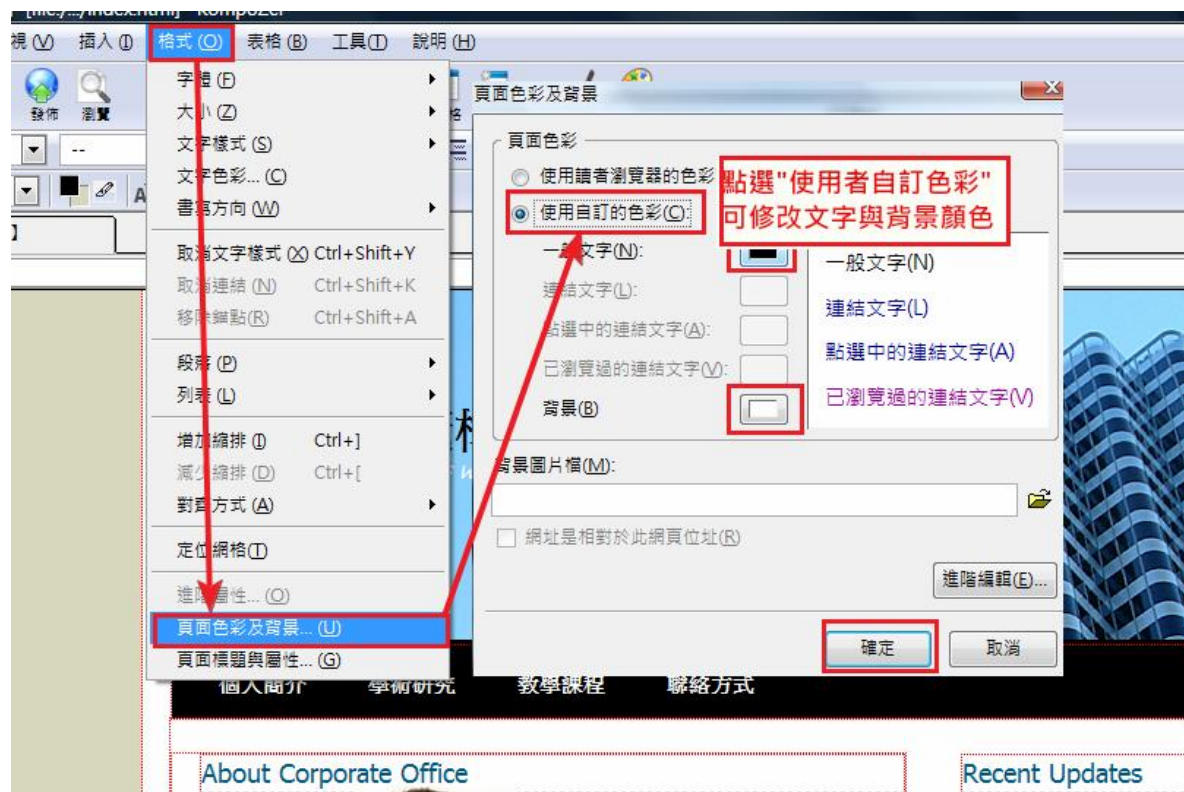 [file:/.../index.html] - KompoZer
視(V) 插入(I) 格式(O) 表格(B) 工具(T) 說明(H)
發佈 瀏覽 格
--
字體(F)
大小(Z)
文字樣式(S)
文字色彩...(C)
書寫方向(W)
取消文字樣式(X) Ctrl+Shift+Y
取消連結(N) Ctrl+Shift+K
移除錨點(R) Ctrl+Shift+A
段落(P)
列表(L)
增加縮排(I) Ctrl+]
減少縮排(D) Ctrl+[
對齊方式(A)
定位網格(T)
進階屬性...(O)
頁面色彩及背景...(U)
頁面標題與屬性...(G)
頁面色彩及背景
頁面色彩
使用讀者瀏覽器的色彩
使用自訂的色彩(C):
點選"使用者自訂色彩"
可修改文字與背景顏色
一般文字(N):
連結文字(L):
點選中的連結文字(A):
已瀏覽過的連結文字(V):
背景(B)
一般文字(N)
連結文字(L)
點選中的連結文字(A)
已瀏覽過的連結文字(V)
背景圖片檔(M):
網址是相對於此網頁位址(R)
進階編輯(E)...
確定 取消
個人簡介 學術研究 教學課程 聯絡方式
About Corporate Office
Recent Updates